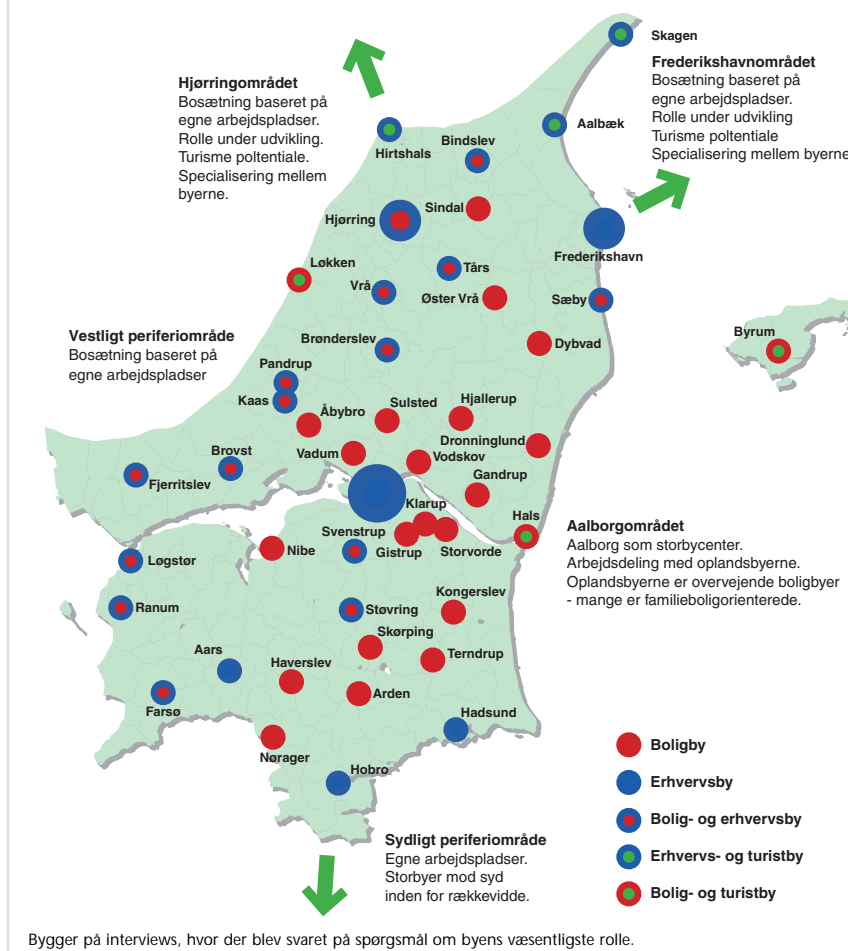 Skagen
Frederikshavnområdet
Bosætning baseret på
egne arbejdspladser.
Rolle under udvikling
Turisme poltentiale
Specialisering mellem byerne
Hjørringområdet
Bosætning baseret på
egne arbejdspladser.
Rolle under udvikling.
Turisme poltentiale.
Specialisering mellem
byerne.
Aalbæk
Hirtshals
Bindslev
Sindal
Hjørring
Frederikshavn
Løkken
Tårs
Vrå
Øster Vrå
Sæby
Vestligt periferiområde
Bosætning baseret på
egne arbejdspladser
Brønderslev
Dybvad
Byrum
Pandrup
Kaas
Åbybro
Sulsted
Hjallerup
Dronninglund
Vadum
Vodskov
Brovst
Fjerritslev
Gandrup
Klarup
Hals
Svenstrup
Gistrup
Storvorde
Nibe
Løgstør
Aalborgområdet
Aalborg som storbycenter.
Arbejdsdeling med oplandsbyerne.
Oplandsbyerne er overvejende boligbyer
- mange er familieboligorienterede.
Ranum
Støvring
Kongerslev
Skørping
Terndrup
Aars
Haverslev
Arden
Farsø
Hadsund
Nørager
Hobro
Boligby
Erhvervsby
Bolig- og erhvervsby
Erhvervs- og turistby
Bolig- og turistby
Sydligt periferiområde
Egne arbejdspladser.
Storbyer mod syd
inden for rækkevidde.
Bygger på interviews, hvor der blev svaret på spørgsmål om byens væsentligste rolle.